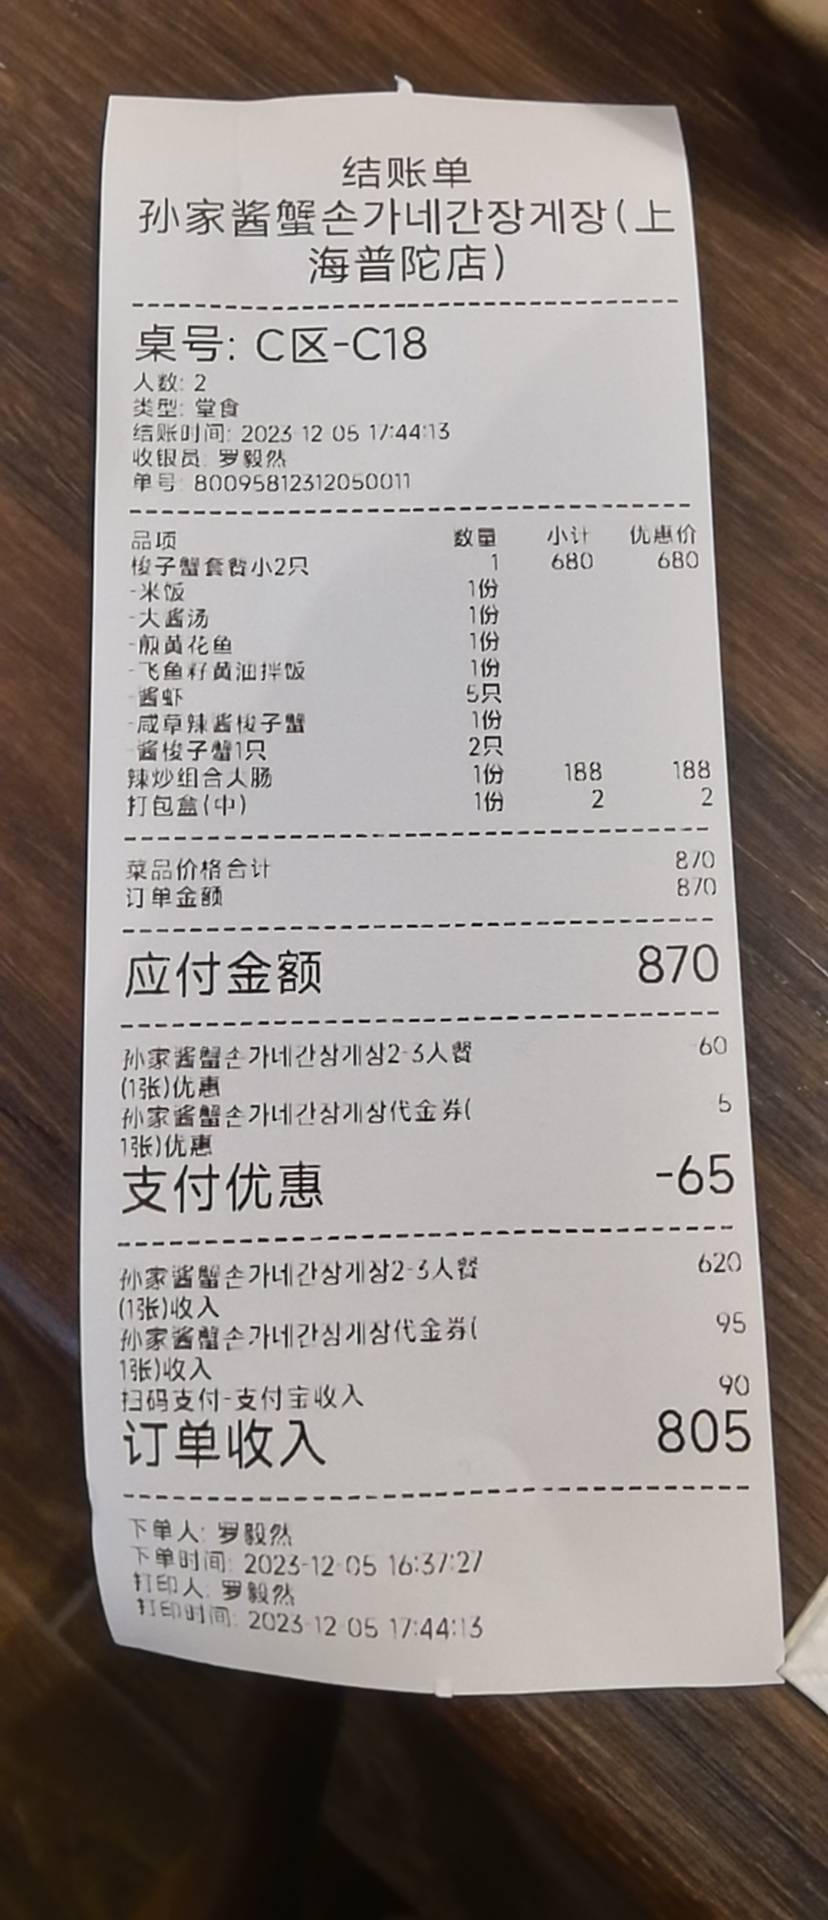 结账单
孙家酱蟹손가네간장게장(上
海普陀店)
桌号: C区-C18
人数: 2
类型: 堂食
结账时间: 2023-12-05 17:44:13
收银员: 罗毅然
单号: 80095812312050011
品项 数量 小计 优惠价
梭子蟹套餐小2只 1 680 680
-米饭 1份
-大酱汤 1份
-煎黄花鱼 1份
-飞鱼籽黄油拌饭 1份
-酱虾 5只
-咸草辣酱梭子蟹 1份
-酱梭子蟹1只 2只
辣炒组合大肠 1份 188 188
打包盒(中) 1份 2 2
菜品价格合计 870
订单金额 870
应付金额 870
孙家酱蟹손가네간장게장2-3人餐 60
(1张)优惠
孙家酱蟹손가네간장게장代金券( 5
1张)优惠
支付优惠 -65
孙家酱蟹손가네간장게장2-3人餐 620
(1张)收入
孙家酱蟹손가네간장게장代金券( 95
1张)收入
扫码支付-支付宝收入 90
订单收入 805
下单人: 罗毅然
下单时间: 2023-12-05 16:37:27
打印人: 罗毅然
打印时间: 2023-12-05 17:44:13